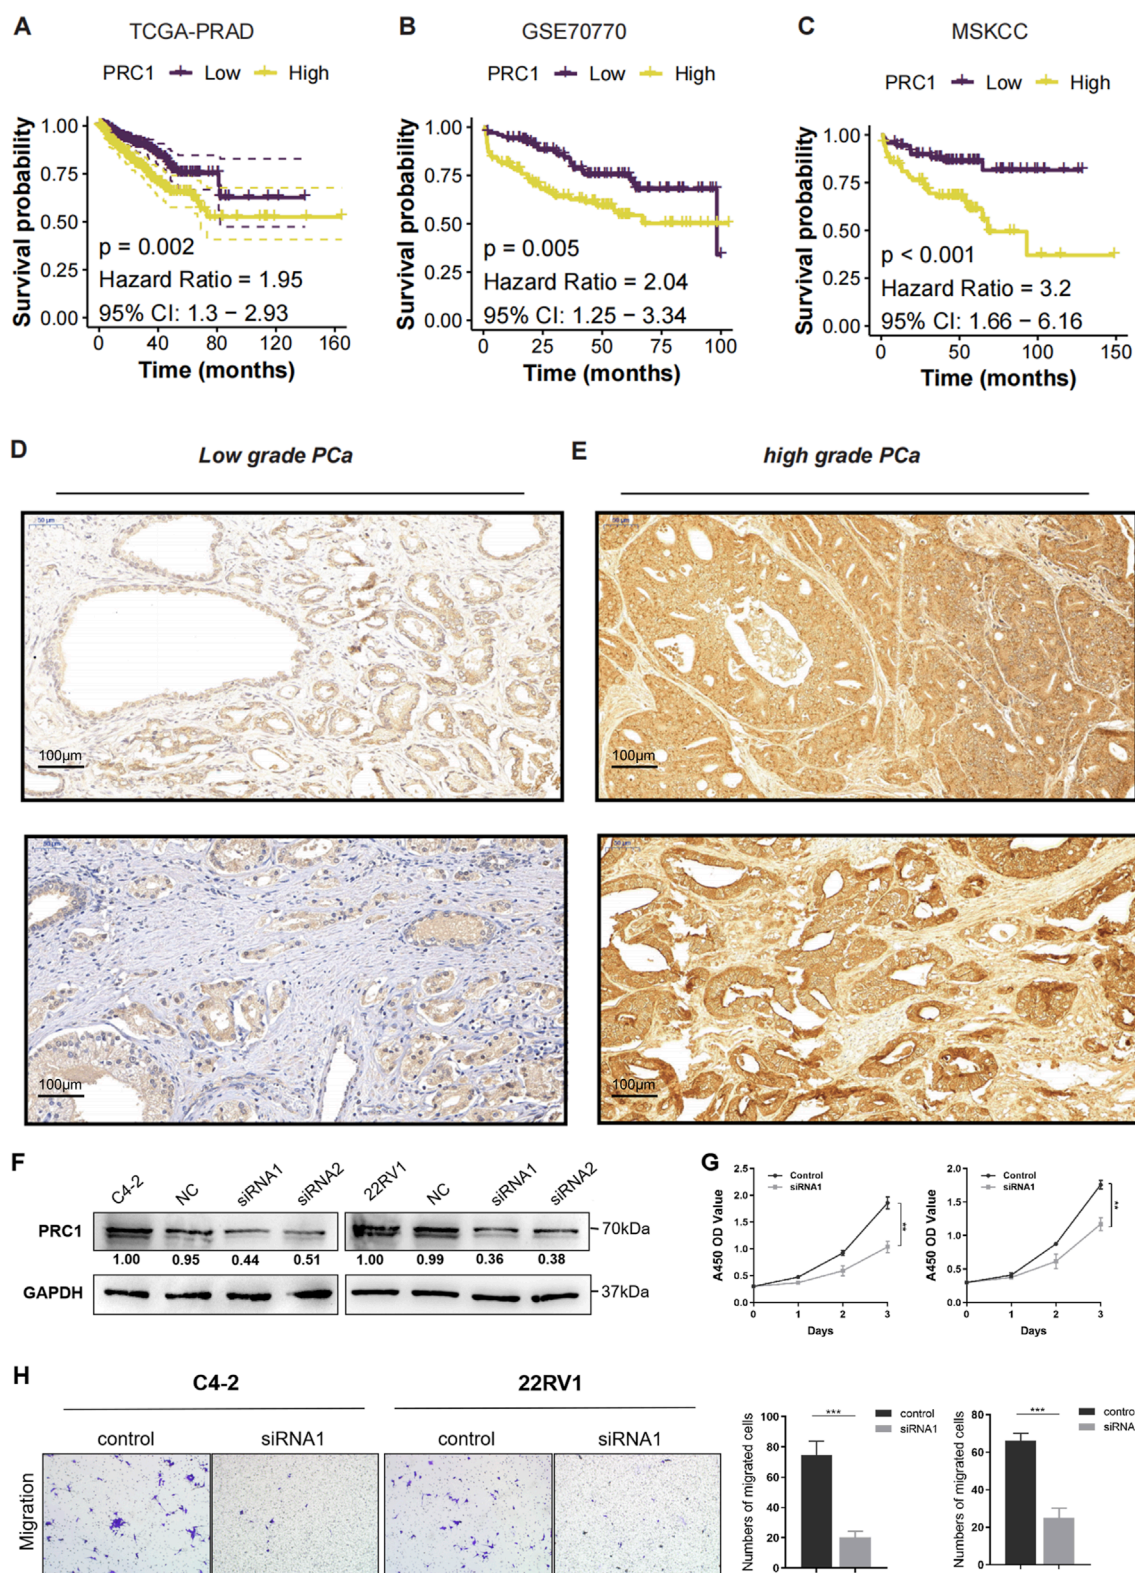 A
TCGA-PRAD
PRC1 Low High
Survival probability
1.00
0.75
0.50
0.25
0.00
p = 0.002
Hazard Ratio = 1.95
95% CI: 1.3 – 2.93
0 40 80 120 160
Time (months)
B
GSE70770
PRC1 Low High
Survival probability
1.00
0.75
0.50
0.25
0.00
p = 0.005
Hazard Ratio = 2.04
95% CI: 1.25 – 3.34
0 25 50 75 100
Time (months)
C
MSKCC
PRC1 Low High
Survival probability
1.00
0.75
0.50
0.25
0.00
p < 0.001
Hazard Ratio = 3.2
95% CI: 1.66 – 6.16
0 50 100 150
Time (months)
D
Low grade PCa
50 μm
100μm
100μm
E
high grade PCa
100μm
100μm
F
C4-2 NC siRNA1 siRNA2 22RV1 NC siRNA1 siRNA2
PRC1 70kDa
1.00 0.95 0.44 0.51 1.00 0.99 0.36 0.38
GAPDH 37kDa
G
A450 OD Value
2.5
2.0
1.5
1.0
0.5
0.0
Control
siRNA1
**
0 1 2 3
Days
A450 OD Value
2.0
1.5
1.0
0.5
0.0
Control
siRNA1
**
0 1 2 3
Days
H
C4-2 22RV1
control siRNA1 control siRNA1
Migration
Numbers of migrated cells
100
80
60
40
20
0
***
control
siRNA1
Numbers of migrated cells
80
60
40
20
0
***
contro
siRNA